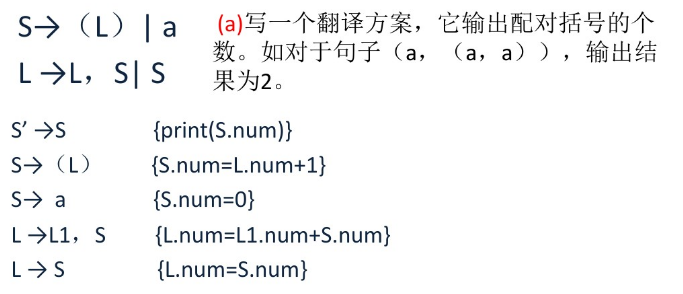 S→（L）| a
L→L，S| S
(a)写一个翻译方案，它输出配对括号的个
数。如对于句子（a，（a，a）），输出结
果为2。
S′→S {print(S.num)}
S→（L） {S.num=L.num+1}
S→ a {S.num=0}
L→L1，S {L.num=L1.num+S.num}
L→S {L.num=S.num}